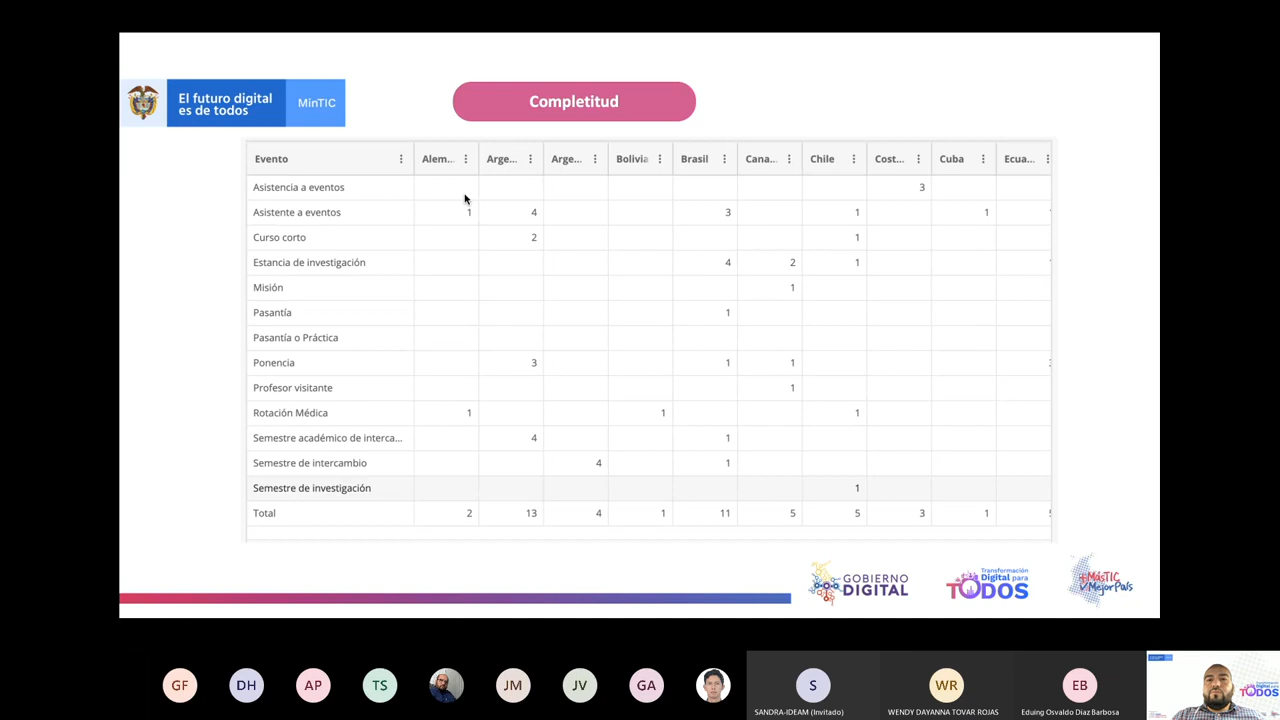 El futuro digital
es de todos
MinTIC
Completitud
Evento Alem... Arge... Arge... Bolivia Brasil Cana... Chile Cost... Cuba Ecua...
Asistencia a eventos 3
Asistente a eventos 1 4 3 1 1
Curso corto 2 1
Estancia de investigación 4 2 1
Misión 1
Pasantía 1
Pasantía o Práctica
Ponencia 3 1 1
Profesor visitante 1
Rotación Médica 1 1 1
Semestre académico de interca... 4 1
Semestre de intercambio 4 1
Semestre de investigación 1
Total 2 13 4 1 11 5 5 3 1
GOBIERNO
DIGITAL
Transformación
Digital para
TODOS
+MásTIC
MejorPaís
GF DH AP TS JM JV GA S WR EB
SANDRA-IDEAM (Invitado) WENDY DAYANNA TOVAR ROJAS Eduing Osvaldo Diaz Barbosa